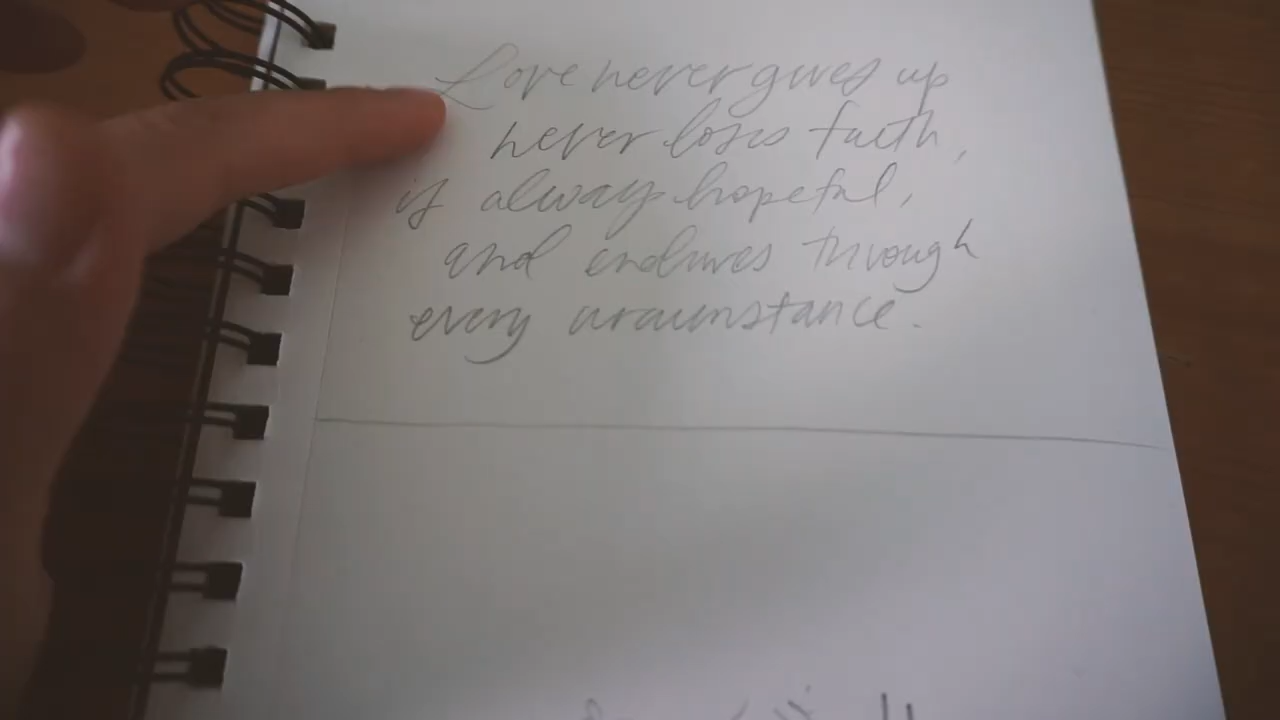 Love never gives up
never loses faith,
is always hopeful,
and endures through
every circumstance.